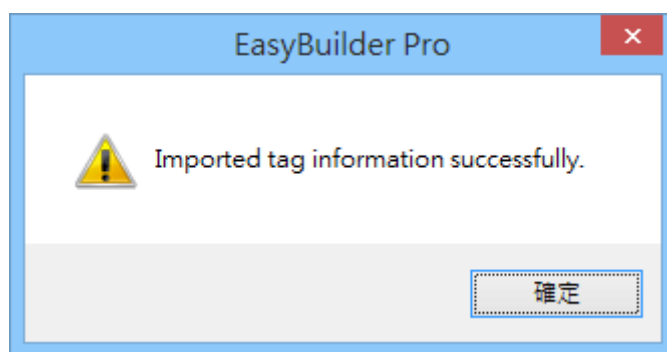 EasyBuilder Pro
Imported tag information successfully.
確定